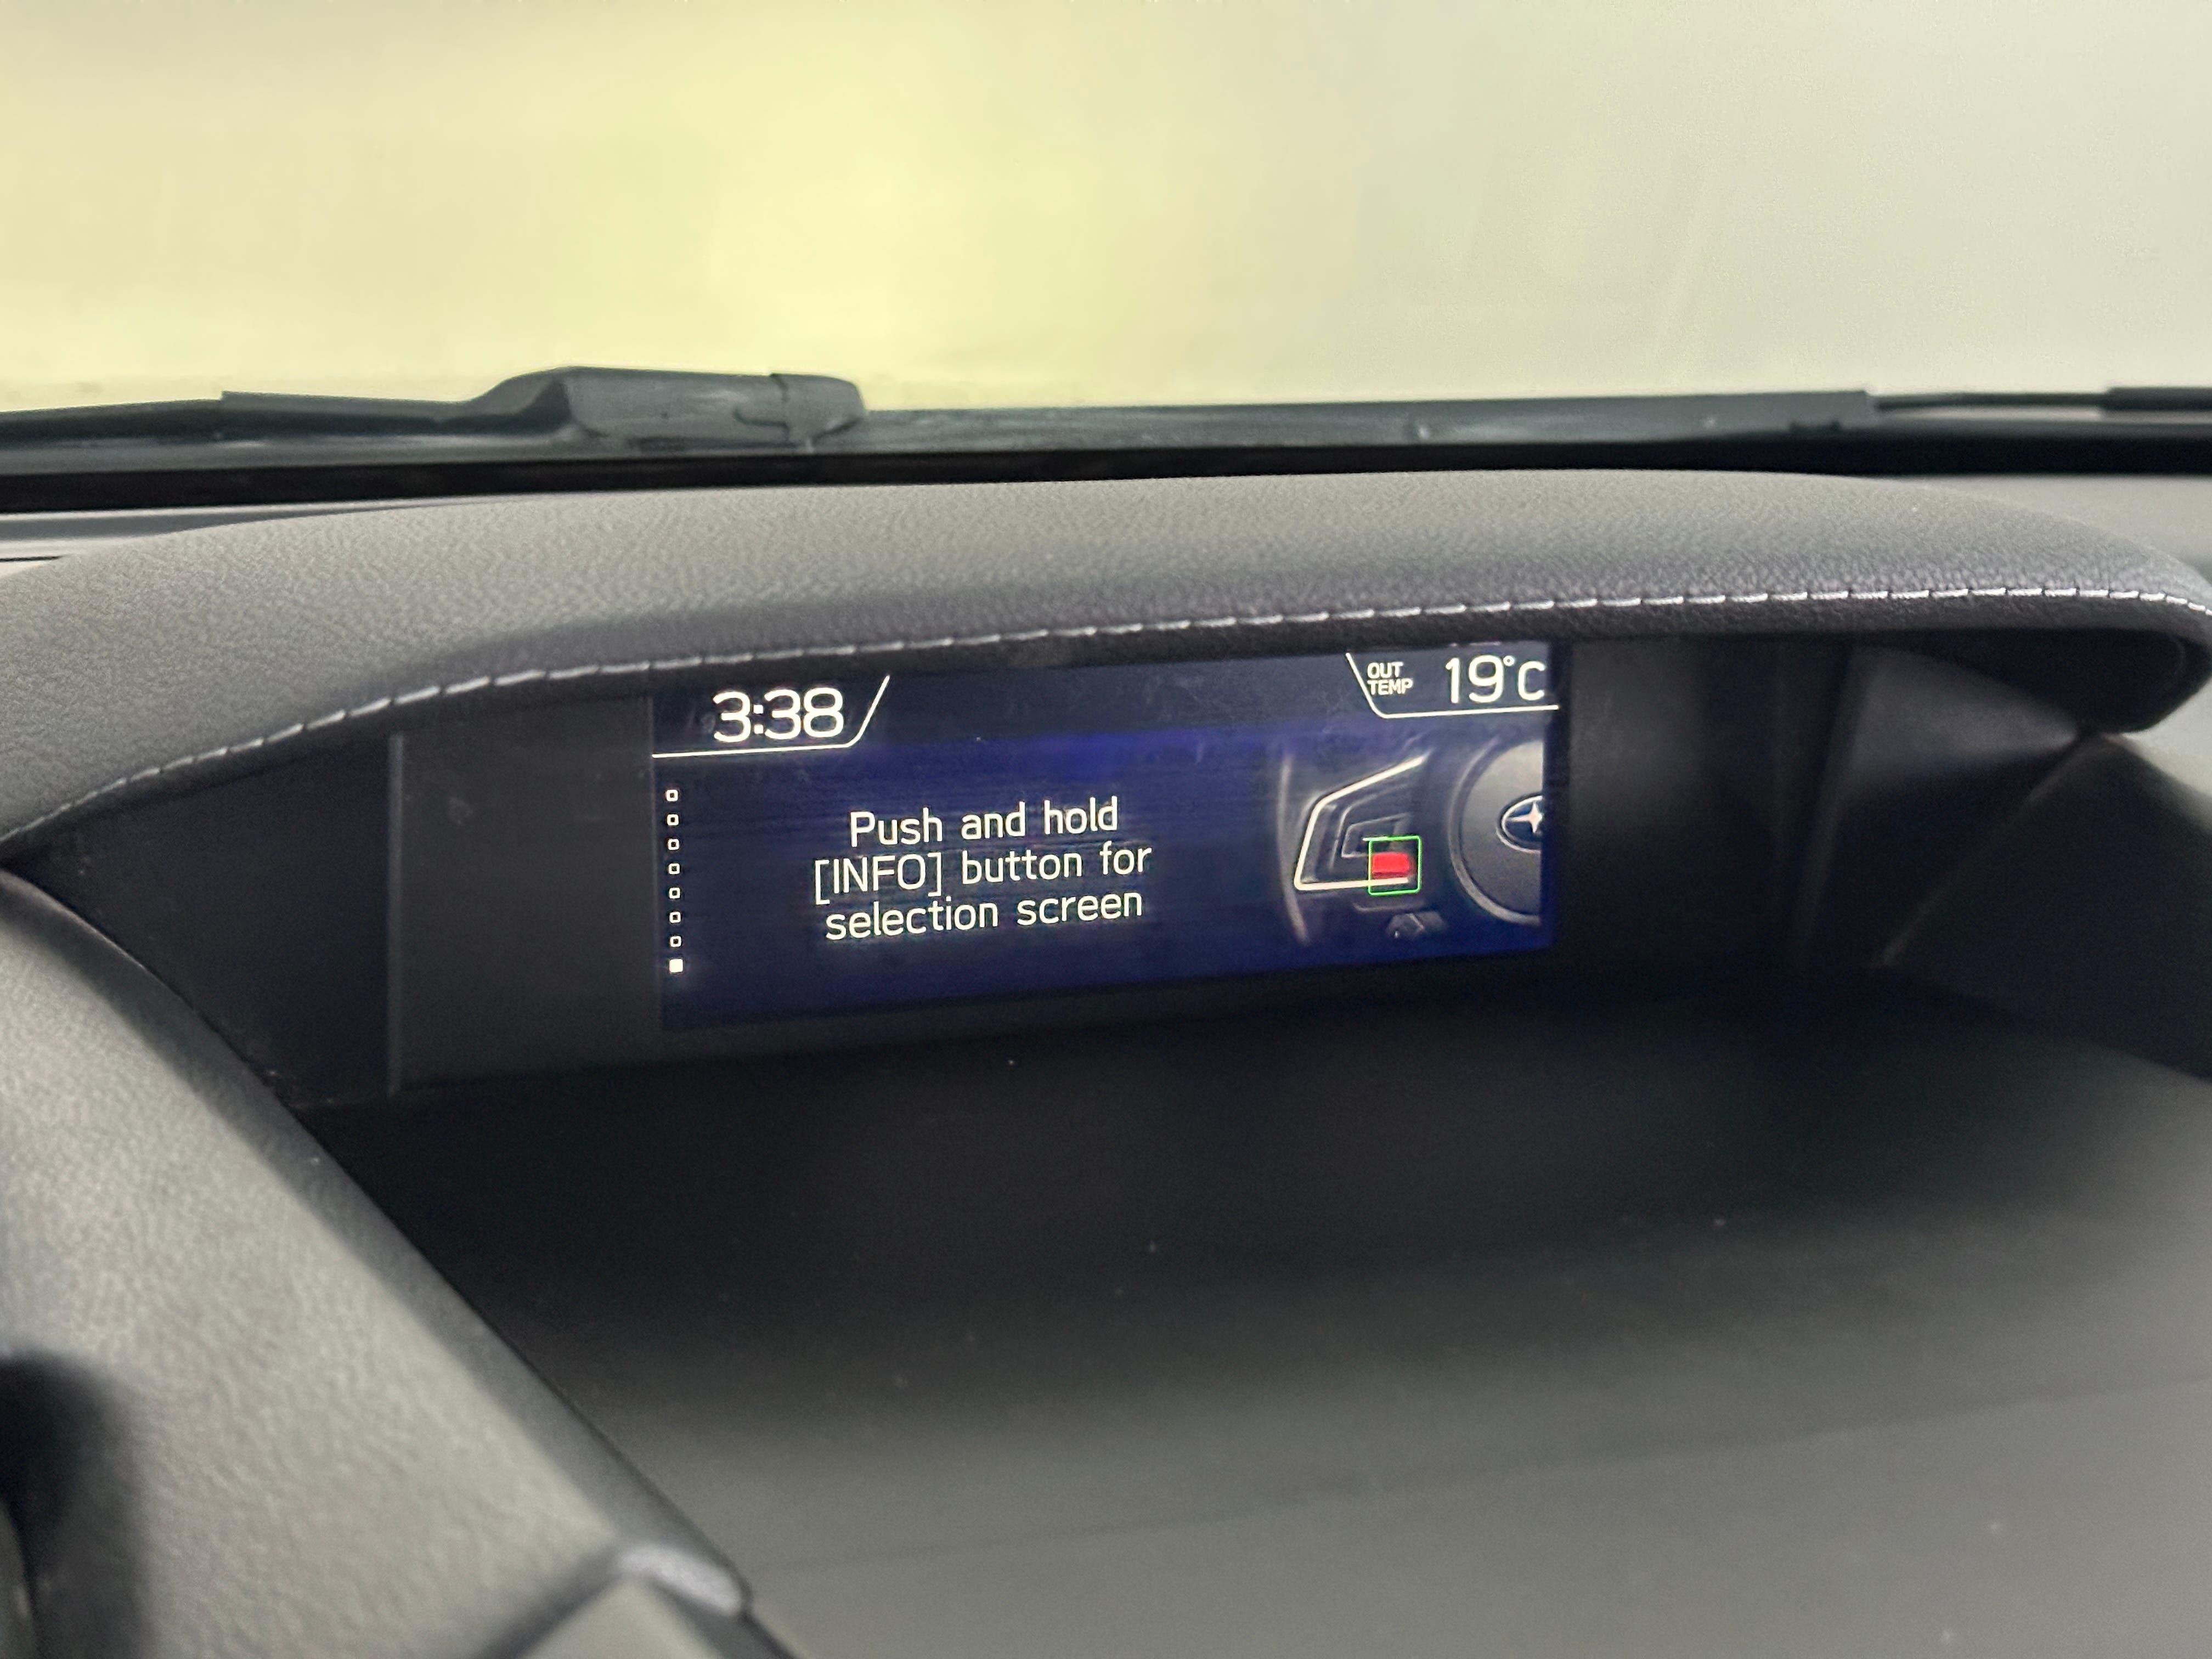 3:38
OUT
TEMP
19°C
Push and hold
[INFO] button for
selection screen